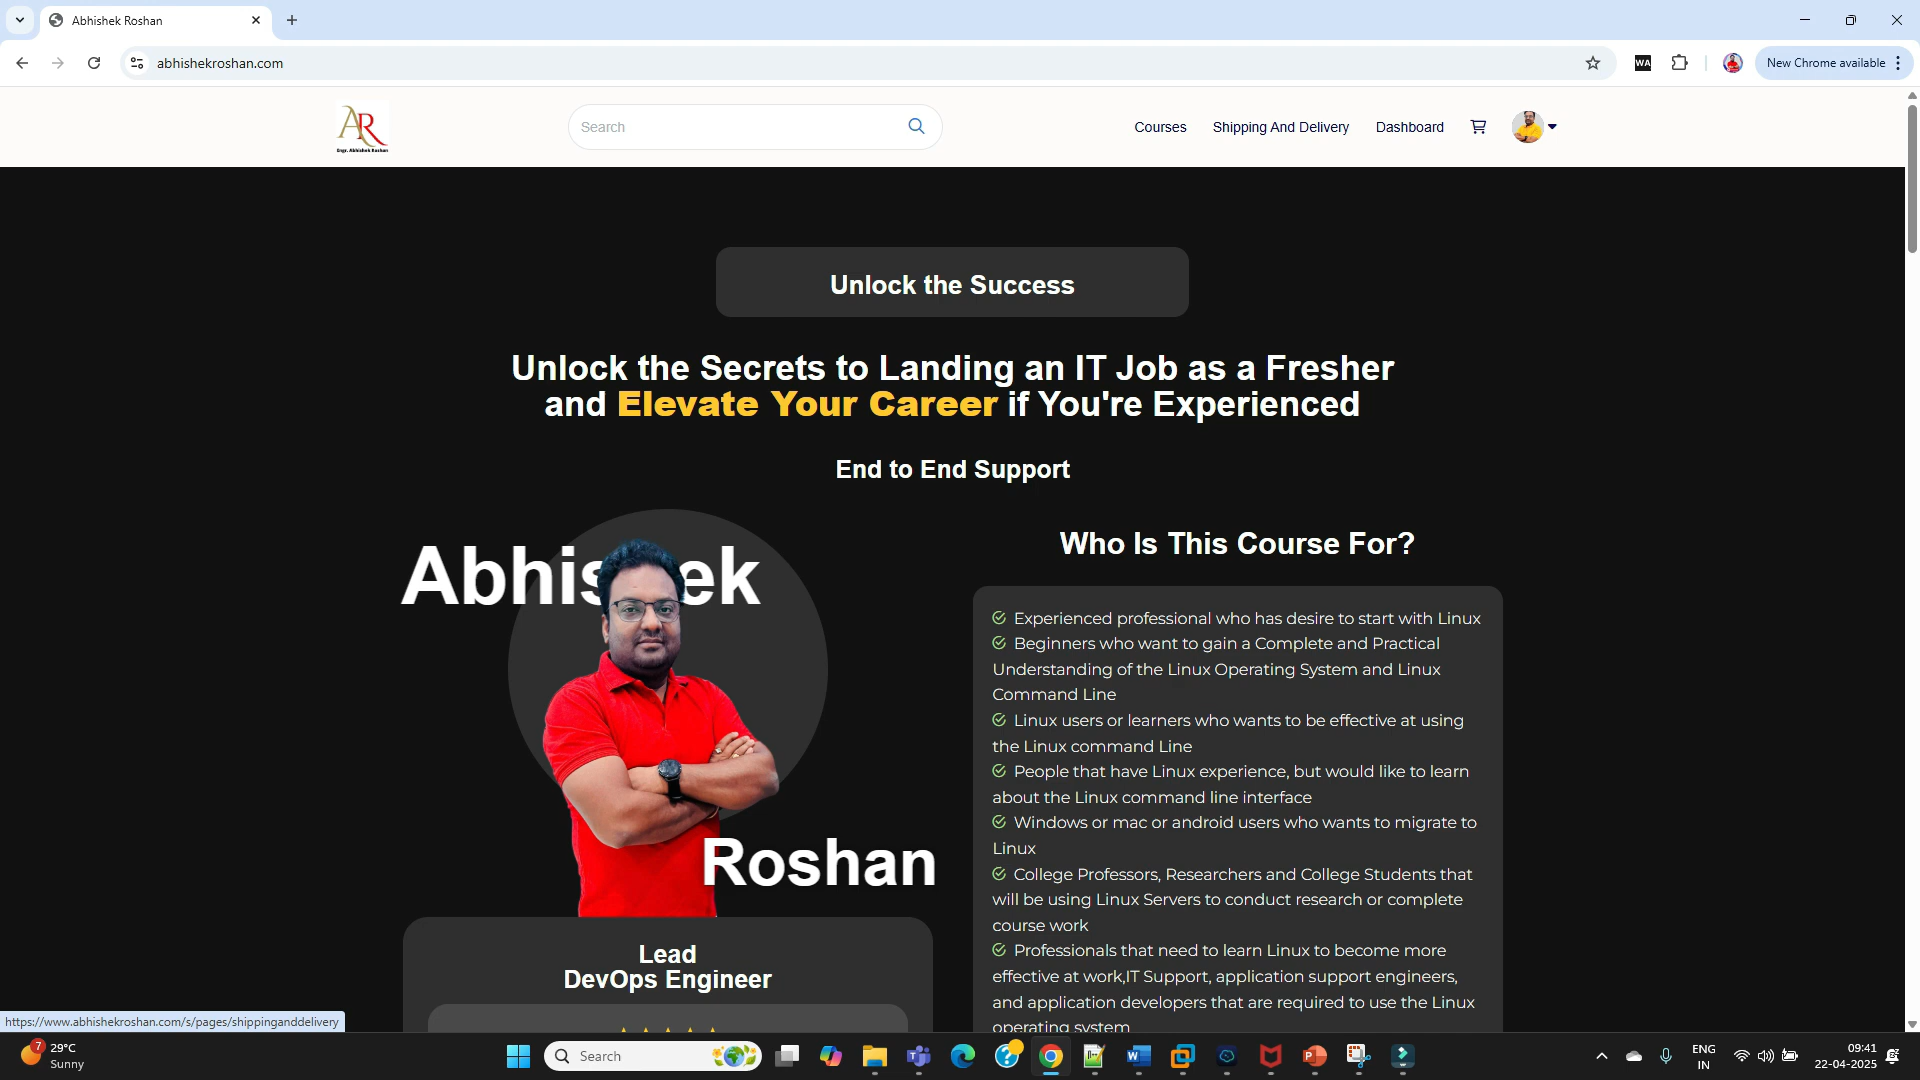 Abhishek Roshan
abhishekroshan.com
WA
New Chrome available
AR
Engr. Abhishek Roshan
Search
Courses
Shipping And Delivery
Dashboard
Unlock the Success
Unlock the Secrets to Landing an IT Job as a Fresher
and Elevate Your Career if You're Experienced
End to End Support
Abhis ek
Roshan
Lead
DevOps Engineer
Who Is This Course For?
Experienced professional who has desire to start with Linux
Beginners who want to gain a Complete and Practical
Understanding of the Linux Operating System and Linux
Command Line
Linux users or learners who wants to be effective at using
the Linux command Line
People that have Linux experience, but would like to learn
about the Linux command line interface
Windows or mac or android users who wants to migrate to
Linux
College Professors, Researchers and College Students that
will be using Linux Servers to conduct research or complete
course work
Professionals that need to learn Linux to become more
effective at work,IT Support, application support engineers,
and application developers that are required to use the Linux
operating system
https://www.abhishekroshan.com/s/pages/shippinganddelivery
7
29°C
Sunny
Search
ENG
IN
09:41
22-04-2025